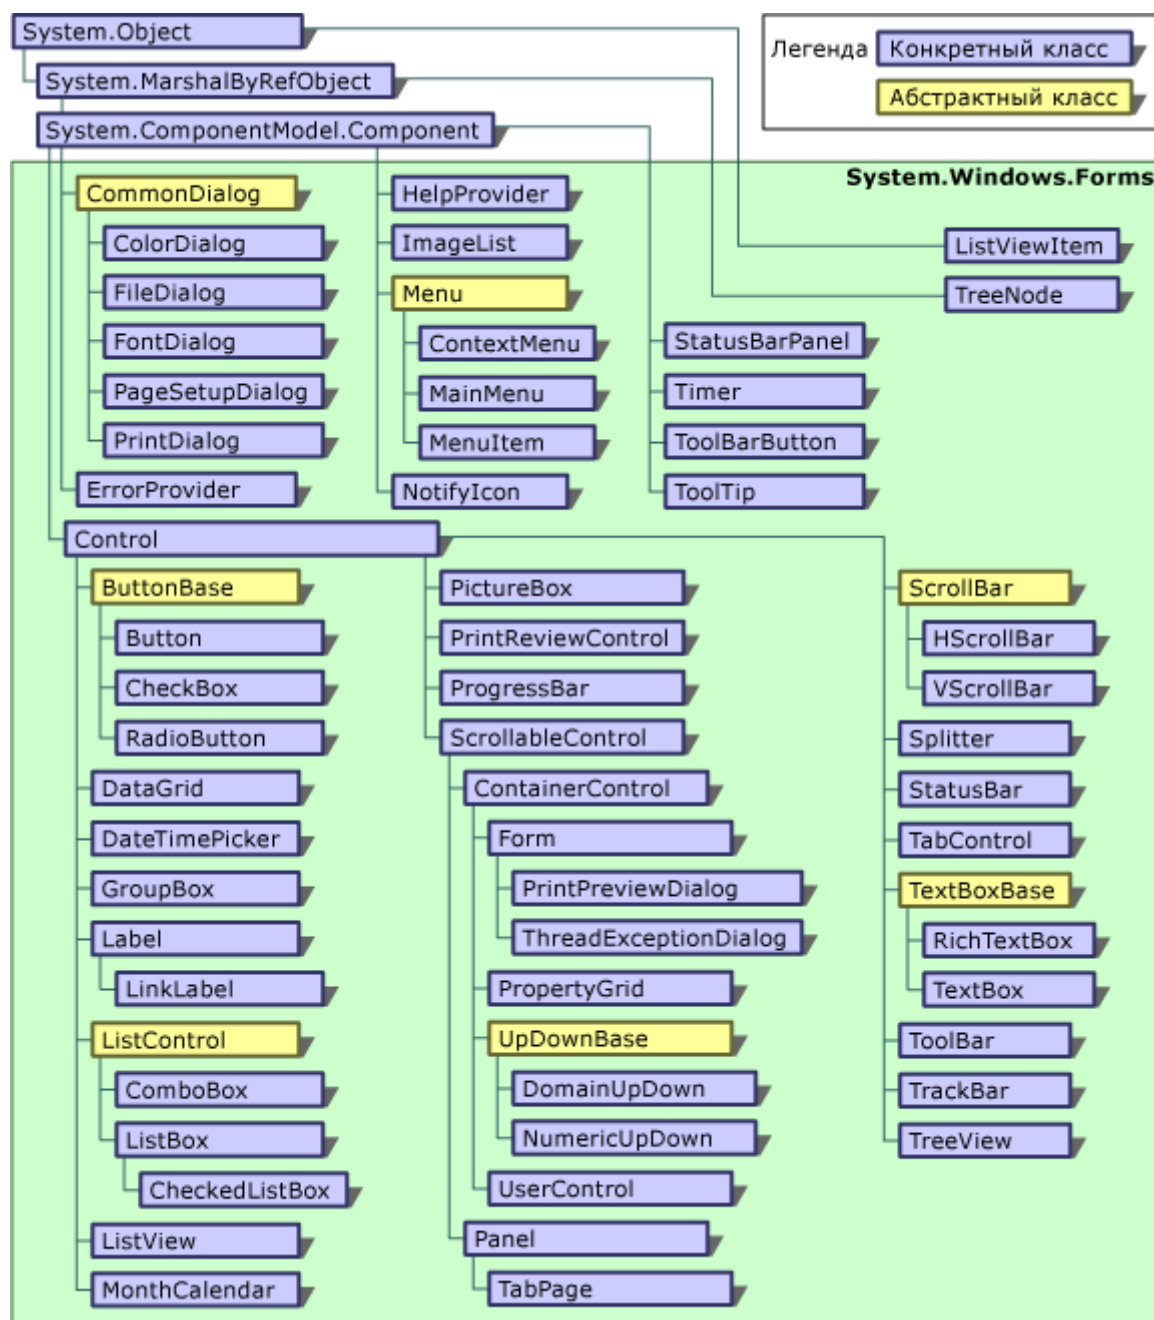 System.Object
Легенда
Конкретный класс
Абстрактный класс
System.MarshalByRefObject
System.ComponentModel.Component
System.Windows.Forms
CommonDialog
ColorDialog
FileDialog
FontDialog
PageSetupDialog
PrintDialog
ErrorProvider
HelpProvider
ImageList
Menu
ContextMenu
MainMenu
MenuItem
NotifyIcon
StatusBarPanel
Timer
ToolBarButton
ToolTip
ListViewItem
TreeNode
Control
ButtonBase
Button
CheckBox
RadioButton
DataGrid
DateTimePicker
GroupBox
Label
LinkLabel
ListControl
ComboBox
ListBox
CheckedListBox
ListView
MonthCalendar
PictureBox
PrintReviewControl
ProgressBar
ScrollableControl
ContainerControl
Form
PrintPreviewDialog
ThreadExceptionDialog
PropertyGrid
UpDownBase
DomainUpDown
NumericUpDown
UserControl
Panel
TabPage
ScrollBar
HScrollBar
VScrollBar
Splitter
StatusBar
TabControl
TextBoxBase
RichTextBox
TextBox
ToolBar
TrackBar
TreeView